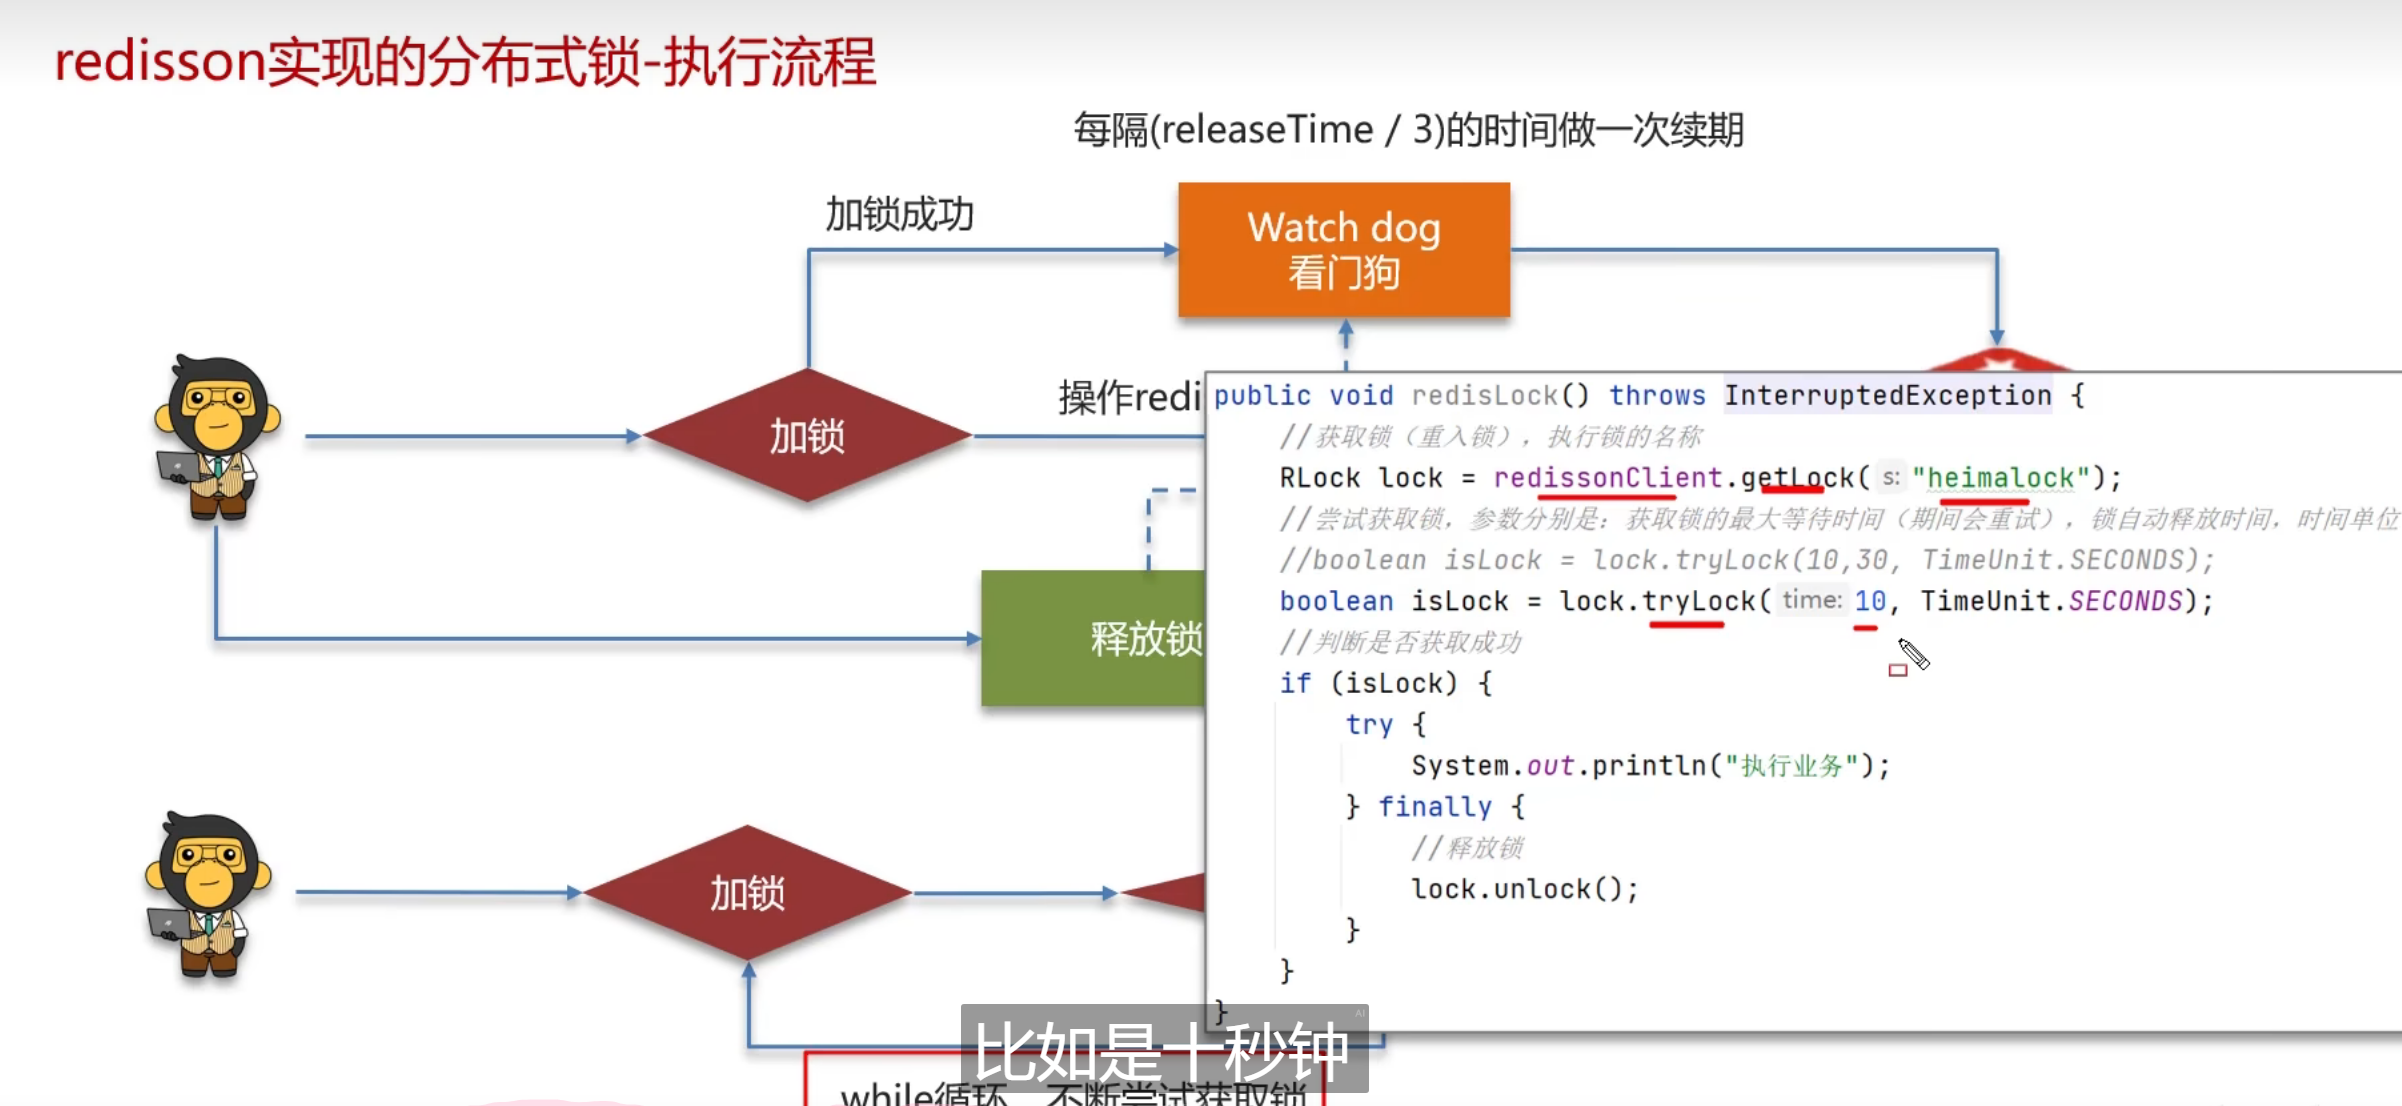 redisson实现的分布式锁-执行流程
每隔(releaseTime / 3)的时间做一次续期
加锁成功
Watch dog
看门狗
加锁
操作redi
public void redisLock() throws InterruptedException {
//获取锁（重入锁），执行锁的名称
RLock lock = redissonClient.getLock( s: "heimalock");
//尝试获取锁，参数分别是：获取锁的最大等待时间（期间会重试），锁自动释放时间，时间单位
//boolean isLock = lock.tryLock(10,30, TimeUnit.SECONDS);
boolean isLock = lock.tryLock( time: 10, TimeUnit.SECONDS);
//判断是否获取成功
if (isLock) {
try {
System.out.println("执行业务");
} finally {
//释放锁
lock.unlock();
}
}
}
释放锁
加锁
while循环，不断尝试获取锁
比如是十秒钟
AI